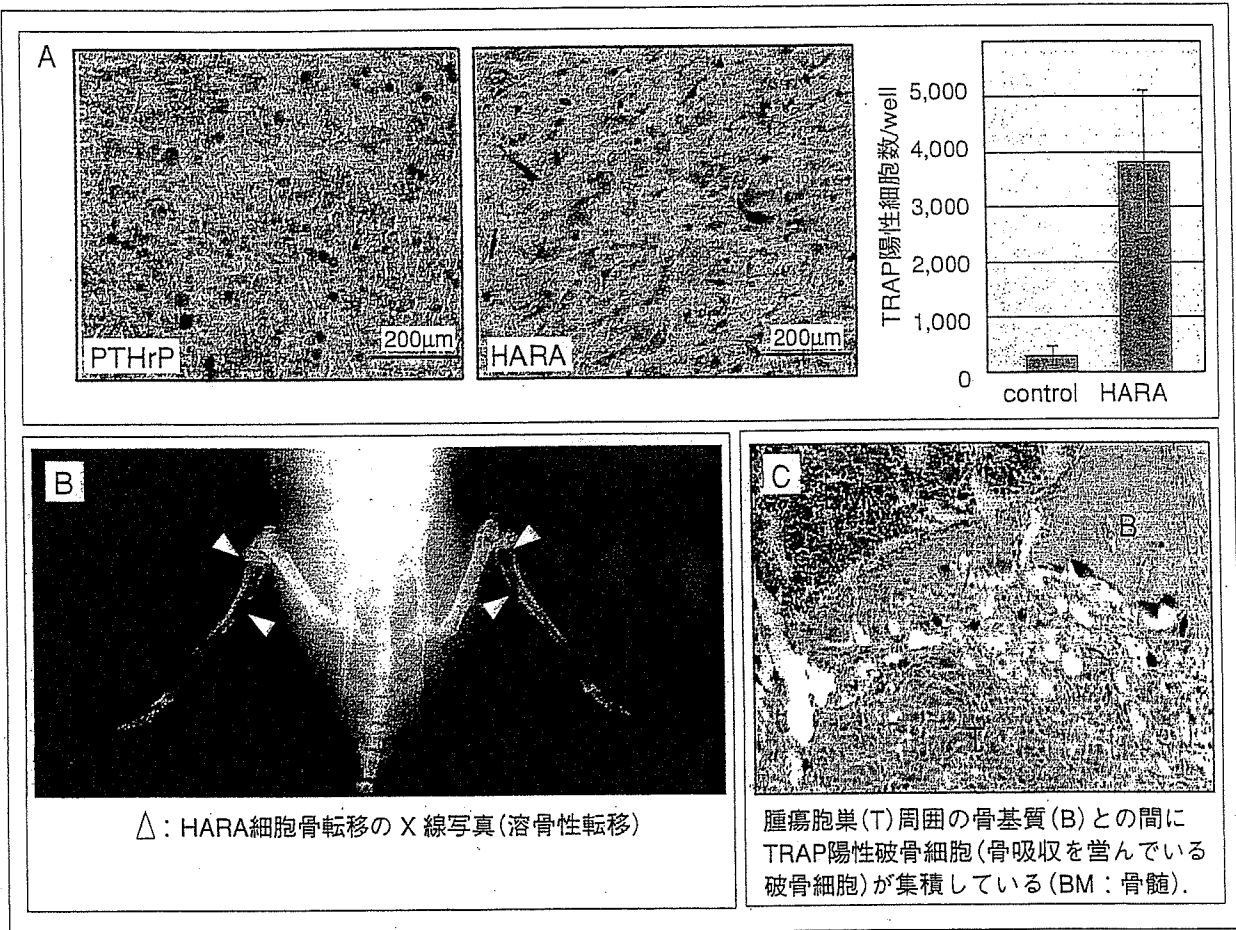 A
PTHrP
200μm
HARA
200μm
TRAP陽性細胞数/well
5,000
4,000
3,000
2,000
1,000
0
control HARA
B
△：HARA細胞骨転移のX線写真(溶骨性転移)
C
B
T
腫瘍胞巣(T)周囲の骨基質(B)との間に
TRAP陽性破骨細胞(骨吸収を営んでいる
破骨細胞)が集積している(BM：骨髄).